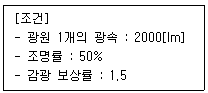 [조건]
- 광원 1개의 광속 : 2000[lm]
- 조명률 : 50%
- 감광 보상률 : 1.5